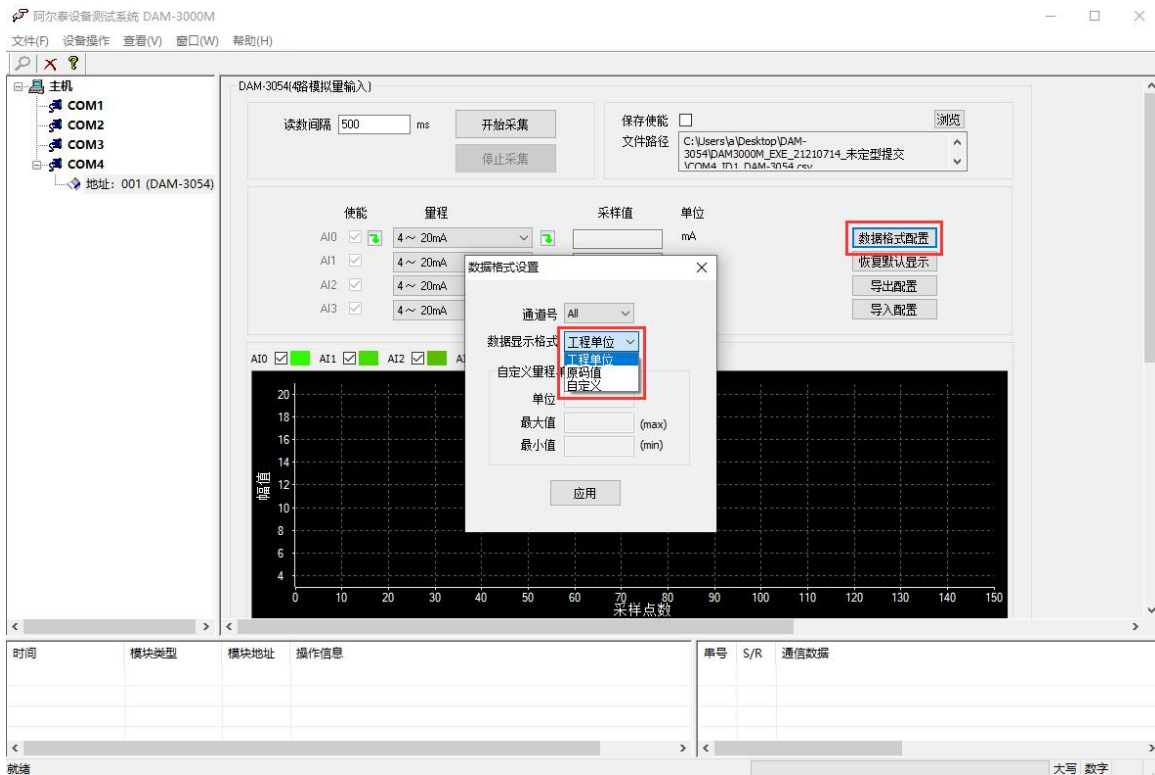 阿尔泰设备测试系统 DAM-3000M
文件(F) 设备操作 查看(V) 窗口(W) 帮助(H)
主机
COM1
COM2
COM3
COM4
地址: 001 (DAM-3054)
DAM-3054(4路模拟量输入)
读数间隔 500 ms 开始采集
停止采集
保存使能 浏览
文件路径 C:\Users\a\Desktop\DAM-
3054\DAM3000M_EXE_21210714_未定型提交
\COM4_ID1_DAM-3054.csv
使能 量程 采样值 单位
AI0 4～ 20mA mA
AI1 4～ 20mA
AI2 4～ 20mA
AI3 4～ 20mA
数据格式配置
恢复默认显示
导出配置
导入配置
数据格式设置
通道号 All
数据显示格式 工程单位
工程单位
原码值
自定义
自定义量程
单位
最大值 (max)
最小值 (min)
应用
AI0 AI1 AI2
幅值
20
18
16
14
12
10
8
6
4
0 10 20 30 40 50 60 70 80 90 100 110 120 130 140 150
采样点数
时间 模块类型 模块地址 操作信息
串号 S/R 通信数据
就绪
大写 数字